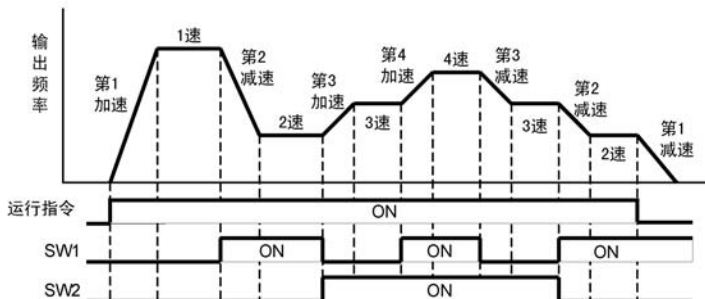 输出频率
第1加速
1速
第2减速
2速
第3加速
3速
第4加速
4速
第3减速
3速
第2减速
2速
第1减速
运行指令
ON
SW1
ON
ON
ON
SW2
ON